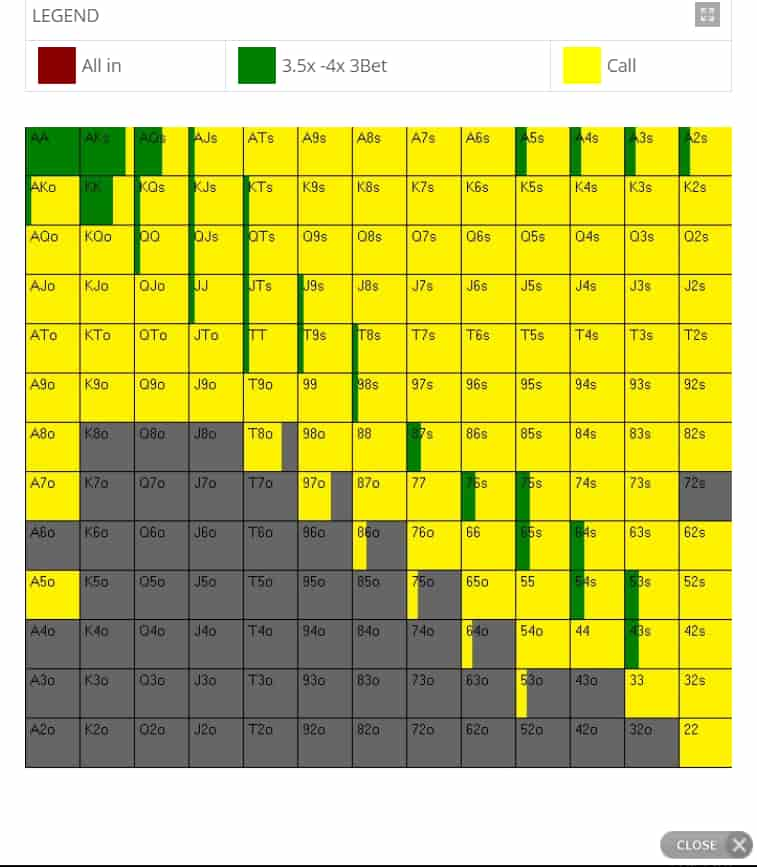 LEGEND
All in 3.5x -4x 3Bet Call
AA AKs AQs AJs ATs A9s A8s A7s A6s A5s A4s A3s A2s
AKo KK KQs KJs KTs K9s K8s K7s K6s K5s K4s K3s K2s
AQo KQo QQ QJs QTs Q9s Q8s Q7s Q6s Q5s Q4s Q3s Q2s
AJo KJo QJo JJ JTs J9s J8s J7s J6s J5s J4s J3s J2s
ATo KTo QTo JTo TT T9s T8s T7s T6s T5s T4s T3s T2s
A9o K9o Q9o J9o T9o 99 98s 97s 96s 95s 94s 93s 92s
A8o K8o Q8o J8o T8o 98o 88 87s 86s 85s 84s 83s 82s
A7o K7o Q7o J7o T7o 97o 87o 77 76s 75s 74s 73s 72s
A6o K6o Q6o J6o T6o 96o 86o 76o 66 65s 64s 63s 62s
A5o K5o Q5o J5o T5o 95o 85o 75o 65o 55 54s 53s 52s
A4o K4o Q4o J4o T4o 94o 84o 74o 64o 54o 44 43s 42s
A3o K3o Q3o J3o T3o 93o 83o 73o 63o 53o 43o 33 32s
A2o K2o Q2o J2o T2o 92o 82o 72o 62o 52o 42o 32o 22
CLOSE